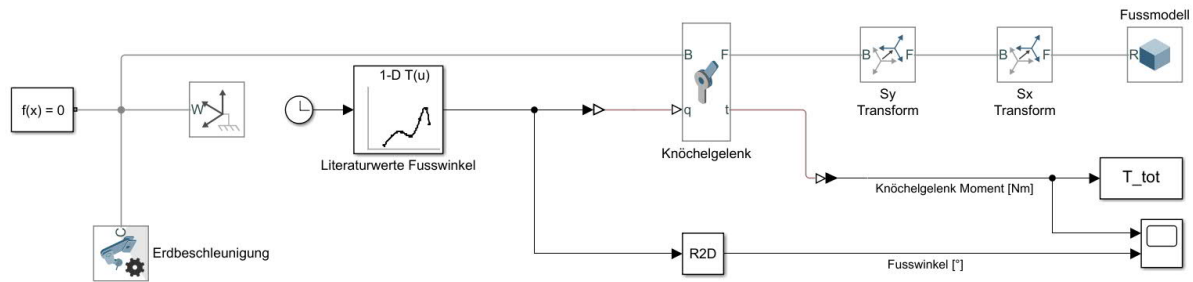 Fussmodell
B
F
B
F
B
F
R
1-D T(u)
Sy
Transform
Sx
Transform
f(x) = 0
W
q
t
Literaturwerte Fusswinkel
Knöchelgelenk
T_tot
Knöchelgelenk Moment [Nm]
C
Erdbeschleunigung
R2D
Fusswinkel [°]